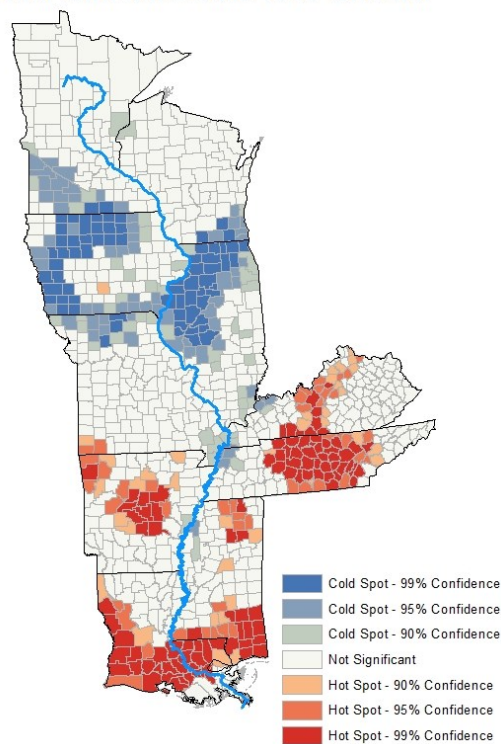 Cold Spot - 99% Confidence
Cold Spot - 95% Confidence
Cold Spot - 90% Confidence
Not Significant
Hot Spot - 90% Confidence
Hot Spot - 95% Confidence
Hot Spot - 99% Confidence